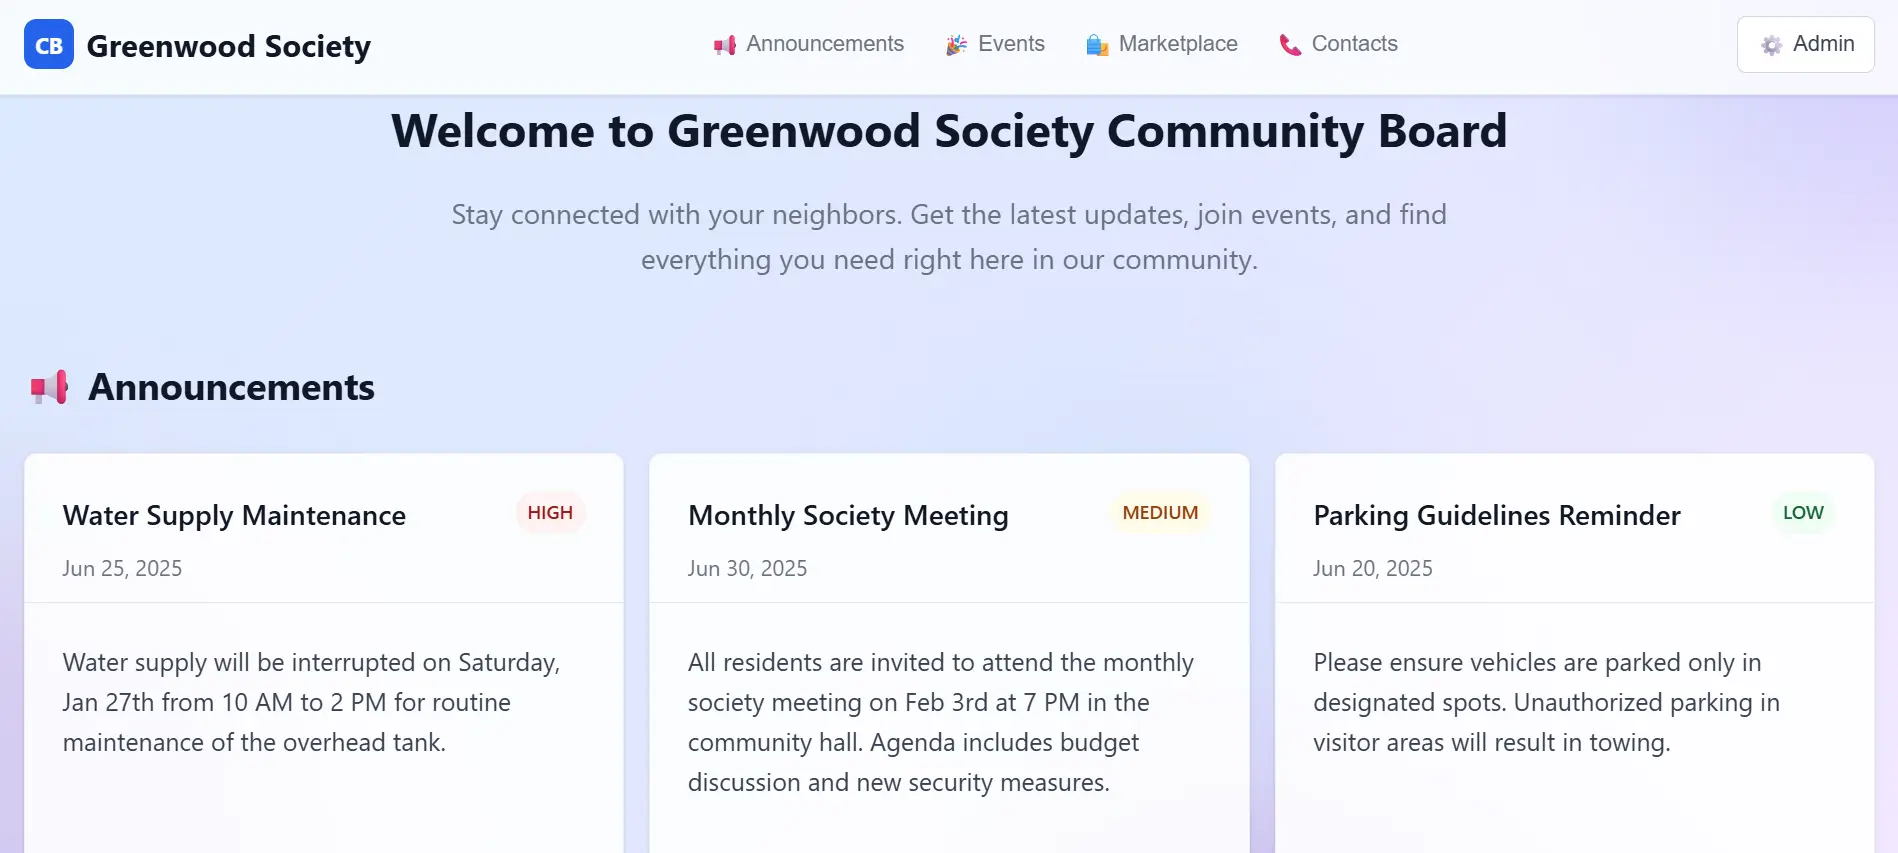 CB Greenwood Society
Announcements Events Marketplace Contacts
Admin
Welcome to Greenwood Society Community Board
Stay connected with your neighbors. Get the latest updates, join events, and find
everything you need right here in our community.
Announcements
Water Supply Maintenance
HIGH
Jun 25, 2025
Water supply will be interrupted on Saturday,
Jan 27th from 10 AM to 2 PM for routine
maintenance of the overhead tank.
Monthly Society Meeting
MEDIUM
Jun 30, 2025
All residents are invited to attend the monthly
society meeting on Feb 3rd at 7 PM in the
community hall. Agenda includes budget
discussion and new security measures.
Parking Guidelines Reminder
LOW
Jun 20, 2025
Please ensure vehicles are parked only in
designated spots. Unauthorized parking in
visitor areas will result in towing.